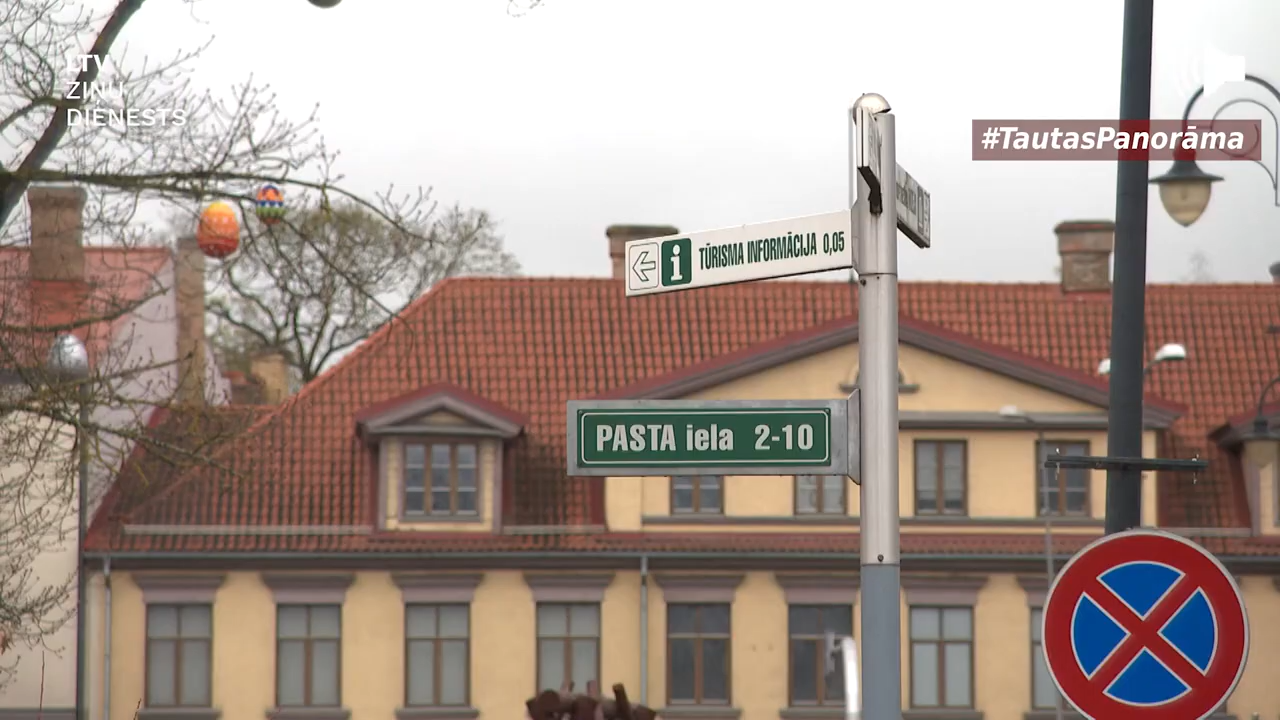 LTV
ZIŅU
DIENESTS
#TautasPanorāma
TŪRISMA INFORMĀCIJA 0,05
PASTA iela 2-10